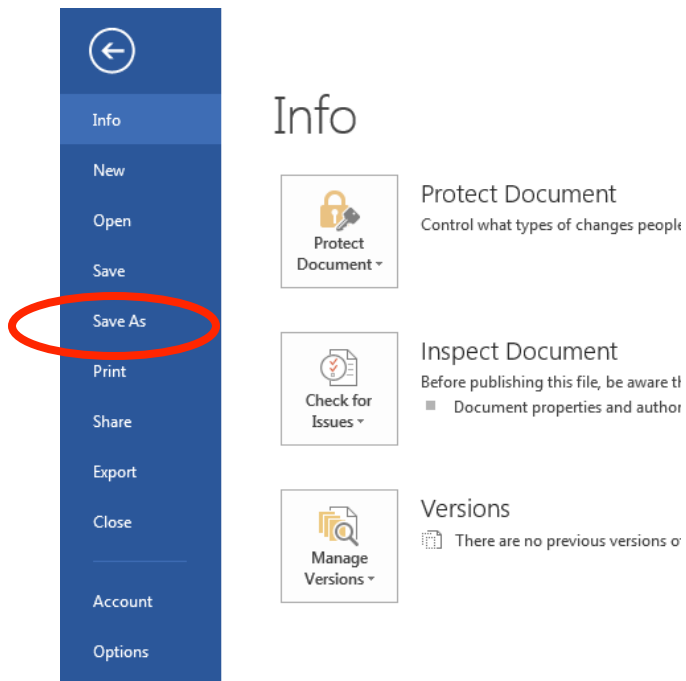 Info
New
Open
Save
Save As
Print
Share
Export
Close
Account
Options
Info
Protect
Document
Protect Document
Control what types of changes people
Check for
Issues
Inspect Document
Before publishing this file, be aware th
Document properties and author
Manage
Versions
Versions
There are no previous versions of